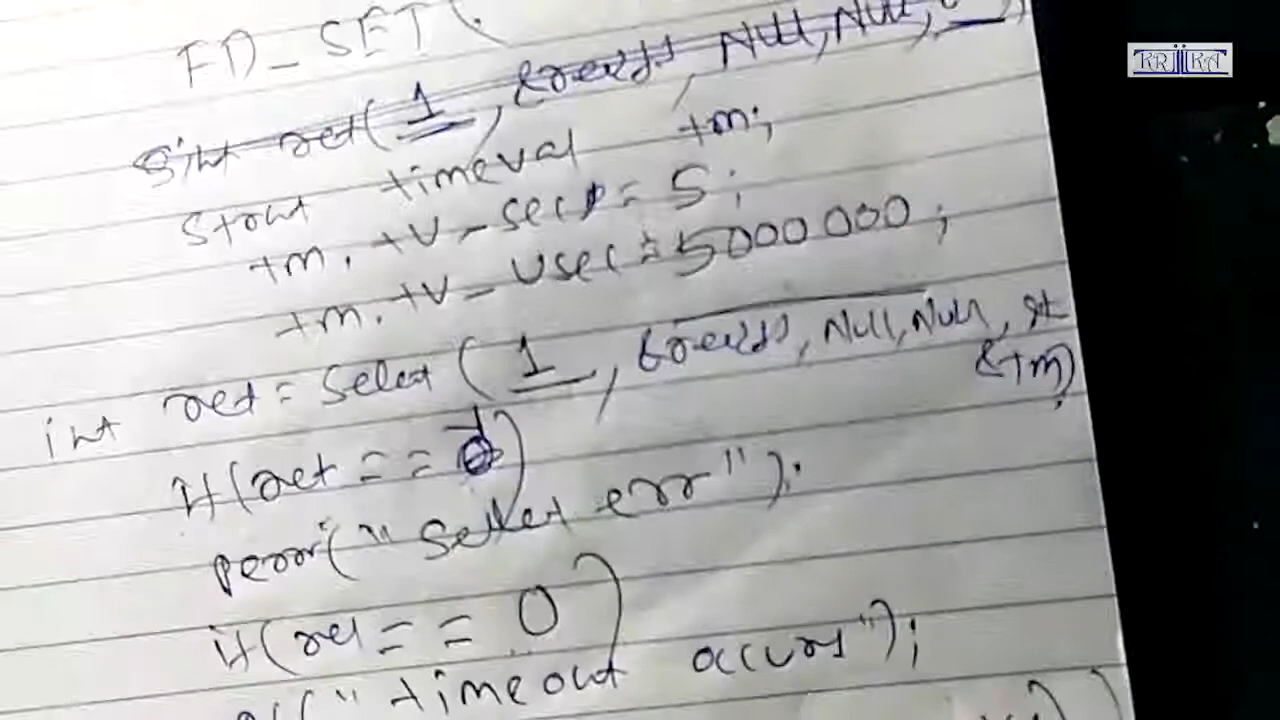 FD_SET(
int ret( 1, &readfds, Null, Null,
struct timeval tm;
tm. tv_sec = 5;
tm. tv_usec = 5000000;
int ret = select ( 1, &readfds, Null, Null,
&tm)
if(ret ==
perror(" select err");
if(ret == 0)
(" timeout occurs");
KRIIKA